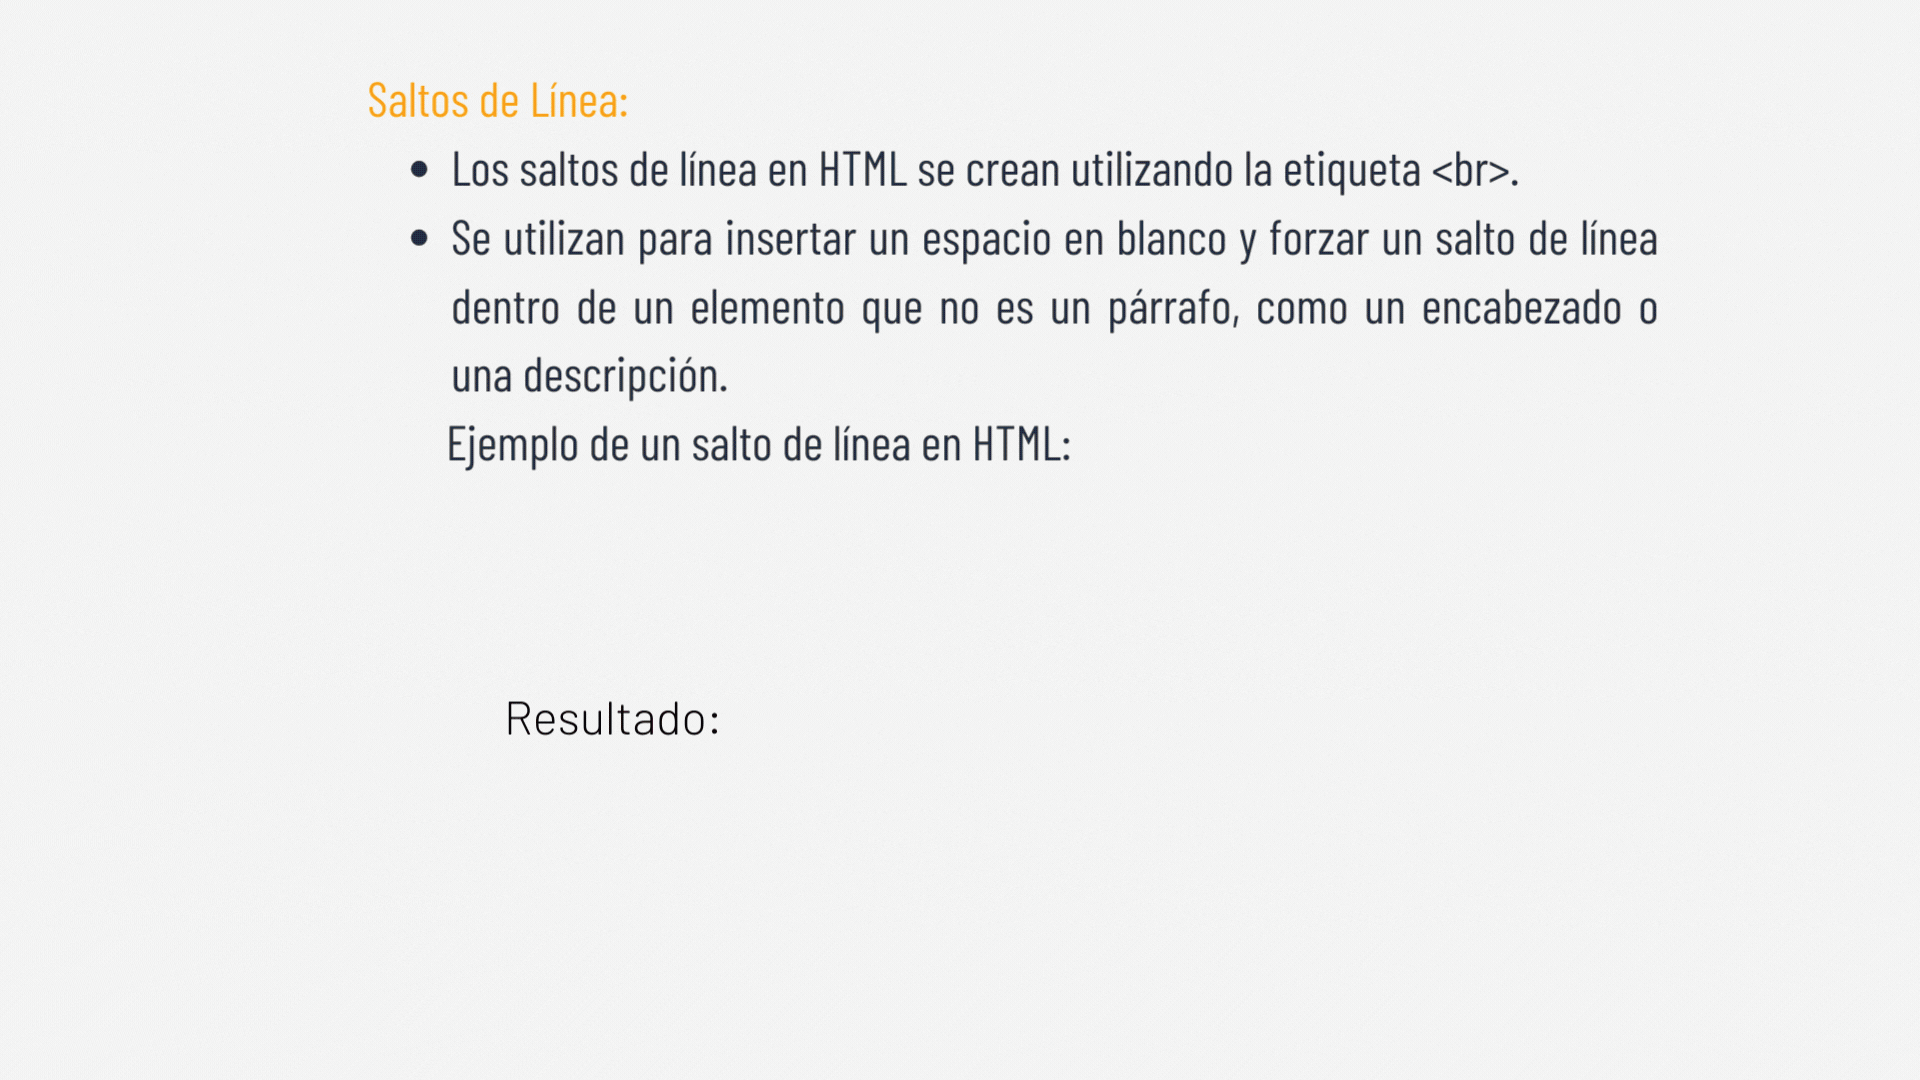 Saltos de Línea:
Los saltos de línea en HTML se crean utilizando la etiqueta <br>.
Se utilizan para insertar un espacio en blanco y forzar un salto de línea
dentro de un elemento que no es un párrafo, como un encabezado o
una descripción.
Ejemplo de un salto de línea en HTML:
Resultado: